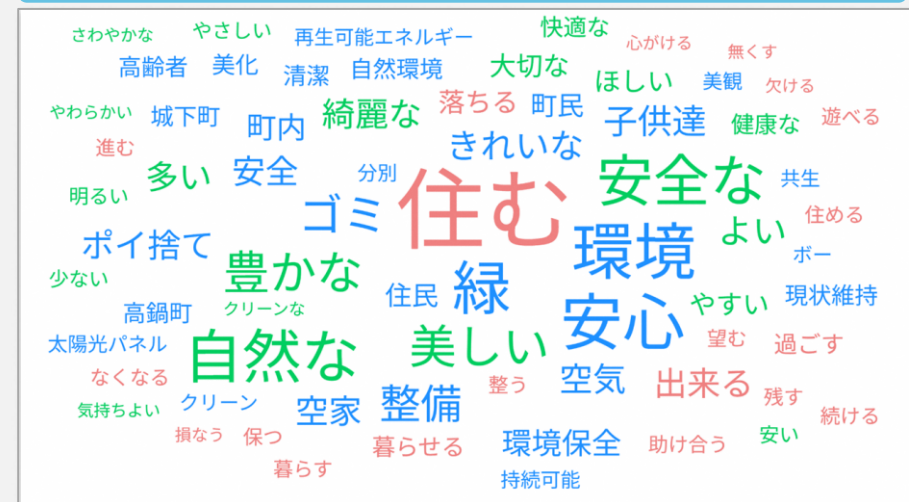 さわやかな やさしい 再生可能エネルギー 快適な 心がける 無くす
高齢者 美化 清潔 自然環境 大切な ほしい 美観 欠ける
やわらかい 城下町 町内 綺麗な 落ちる 町民 子供達 健康な 遊べる
進む 多い 安全 分別 きれいな 安全な 共生
明るい ゴミ 住む よい 住める
ポイ捨て 豊かな 環境 ボー
少ない 住民 緑 やすい 現状維持
高鍋町 クリーンな 安心
太陽光パネル 自然な 美しい 望む 過ごす
なくなる 整う 空気 出来る 残す
気持ちよい クリーン 空家 整備 続ける
損なう 保つ 暮らせる 環境保全 助け合う 安い
暮らす 持続可能